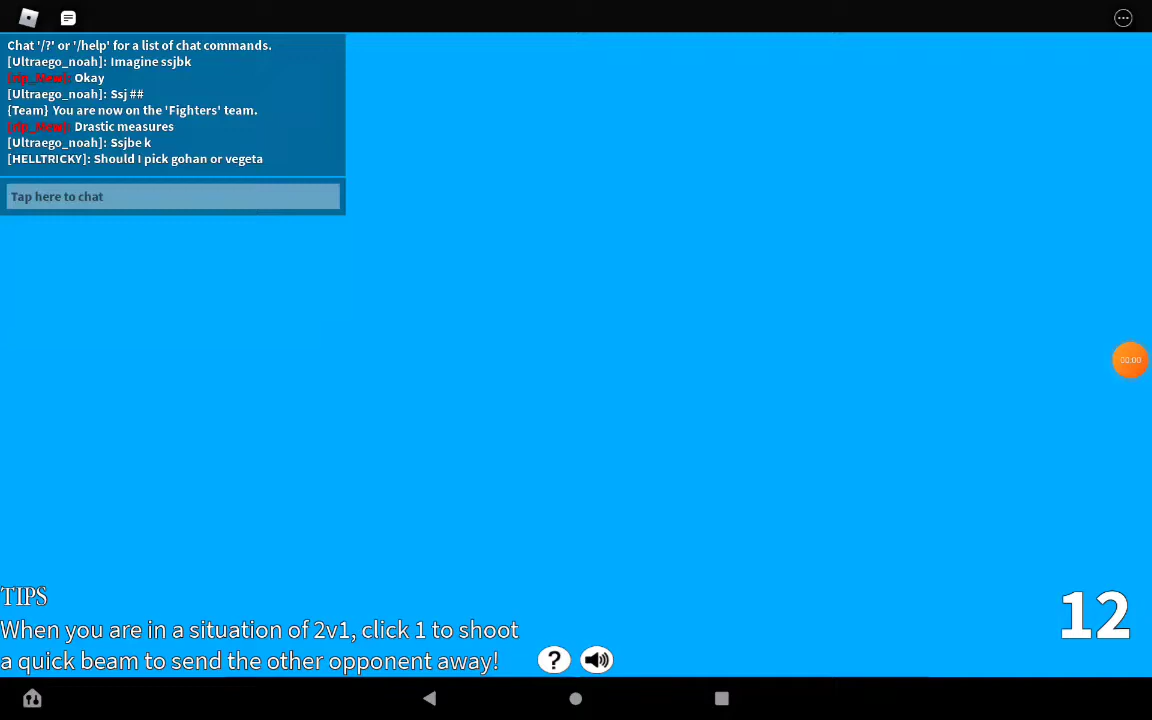 Chat '/?' or '/help' for a list of chat commands.
[Ultraego_noah]: Imagine ssjbk
Okay
[Ultraego_noah]: Ssj ##
{Team} You are now on the 'Fighters' team.
Drastic measures
[Ultraego_noah]: Ssjbe k
[HELLTRICKY]: Should I pick gohan or vegeta
Tap here to chat
00:00
TIPS
When you are in a situation of 2v1, click 1 to shoot
a quick beam to send the other opponent away!
?
12